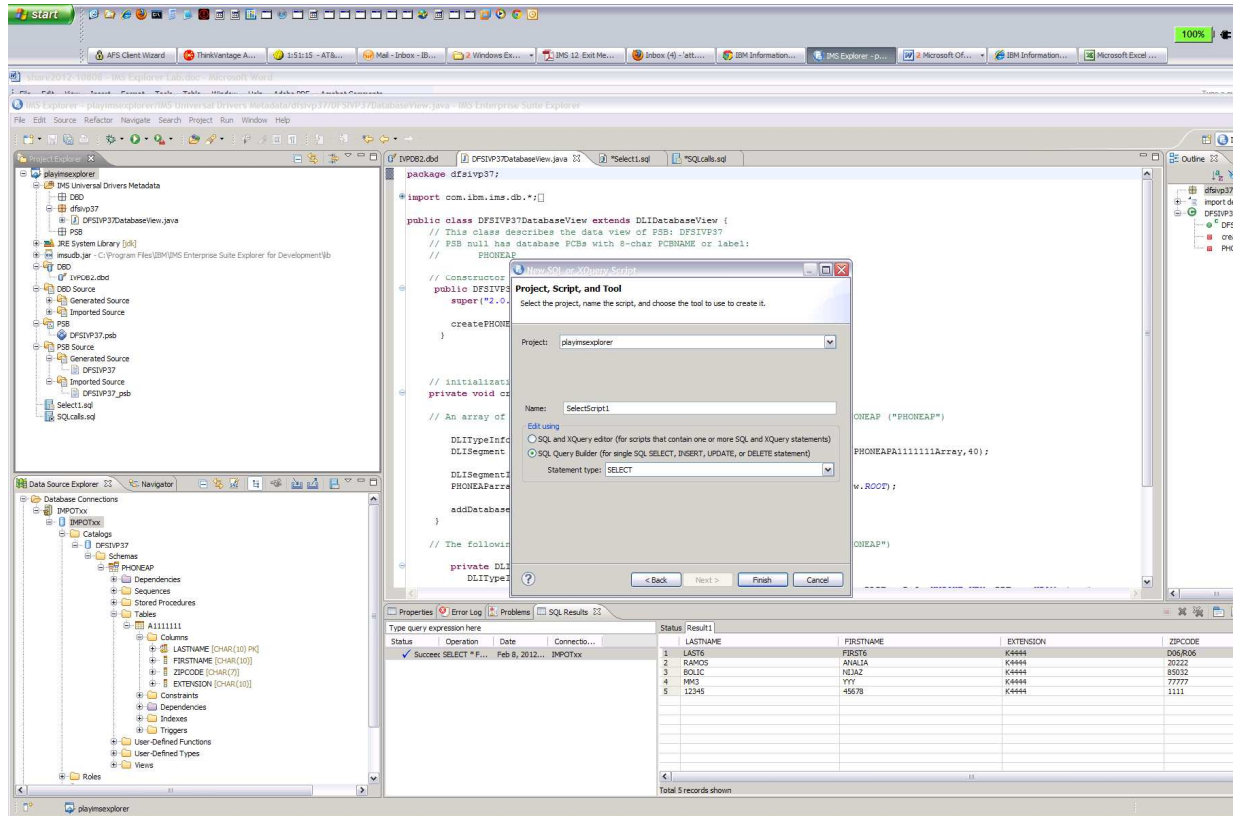 start
100%
AFS Client Wizard
ThinkVantage A...
1:51:15 - AT&...
Mail - Inbox - IB...
2 Windows Ex...
IMS 12 Exit Me...
Inbox (4) - 'att....
IBM Information...
IMS Explorer - p...
2 Microsoft Of...
IBM Information...
Microsoft Excel ...
share2012-10808 - IMS Explorer Lab.doc - Microsoft Word
IMS Explorer - playimsexplorer/IMS Universal Drivers Metadata/dfsivp37/DFSIVP37DatabaseView.java - IMS Enterprise Suite Explorer
File Edit Source Refactor Navigate Search Project Run Window Help
Project Explorer
playimsexplorer
IMS Universal Drivers Metadata
DBD
dfsivp37
DFSIVP37DatabaseView.java
PSB
JRE System Library [jdk]
imsudb.jar - C:\Program Files\IBM\IMS Enterprise Suite Explorer for Development\lib
DBD
IVPDB2.dbd
DBD Source
Generated Source
Imported Source
PSB
DFSIVP37.psb
PSB Source
Generated Source
DFSIVP37
Imported Source
DFSIVP37_psb
Select1.sql
SQLcalls.sql
Data Source Explorer Navigator
Database Connections
IMPOTxx
IMPOTxx
Catalogs
DFSIVP37
Schemas
PHONEAP
Dependencies
Sequences
Stored Procedures
Tables
A1111111
Columns
LASTNAME [CHAR(10) PK]
FIRSTNAME [CHAR(10)]
ZIPCODE [CHAR(7)]
EXTENSION [CHAR(10)]
Constraints
Dependencies
Indexes
Triggers
User-Defined Functions
User-Defined Types
Views
Roles
IVPDB2.dbd DFSIVP37DatabaseView.java *Select1.sql *SQLcalls.sql
package dfsivp37;
import com.ibm.ims.db.*;
public class DFSIVP37DatabaseView extends DLIDatabaseView {
// This class describes the data view of PSB: DFSIVP37
// PSB null has database PCBs with 8-char PCBNAME or label:
// PHONEAP
// Constructor
public DFSIVP3
super("2.0.
createPHONE
}
// initializati
private void cr
// An array of ONEAP ("PHONEAP")
DLITypeInfo
DLISegment PHONEAPA1111111Array,40);
DLISegmentI
PHONEAParra w.ROOT);
addDatabase
}
// The followin ONEAP")
private DLI
DLITypeI
New SQL or XQuery Script
Project, Script, and Tool
Select the project, name the script, and choose the tool to use to create it.
Project: playimsexplorer
Name: SelectScript1
Edit using
SQL and XQuery editor (for scripts that contain one or more SQL and XQuery statements)
SQL Query Builder (for single SQL SELECT, INSERT, UPDATE, or DELETE statement)
Statement type: SELECT
< Back Next > Finish Cancel
Outline
dfsivp37
import de
DFSIVP3
DFS
crea
PHO
Properties Error Log Problems SQL Results
Type query expression here
Status Operation Date Connectio...
Succee SELECT * F... Feb 8, 2012... IMPOTxx
Status Result1
LASTNAME FIRSTNAME EXTENSION ZIPCODE
1 LAST6 FIRST6 K4444 D06/R06
2 RAMOS ANALIA K4444 20222
3 BOLIC NIJAZ K4444 85032
4 MM3 YYY K4444 77777
5 12345 45678 K4444 1111
Total 5 records shown
playimsexplorer